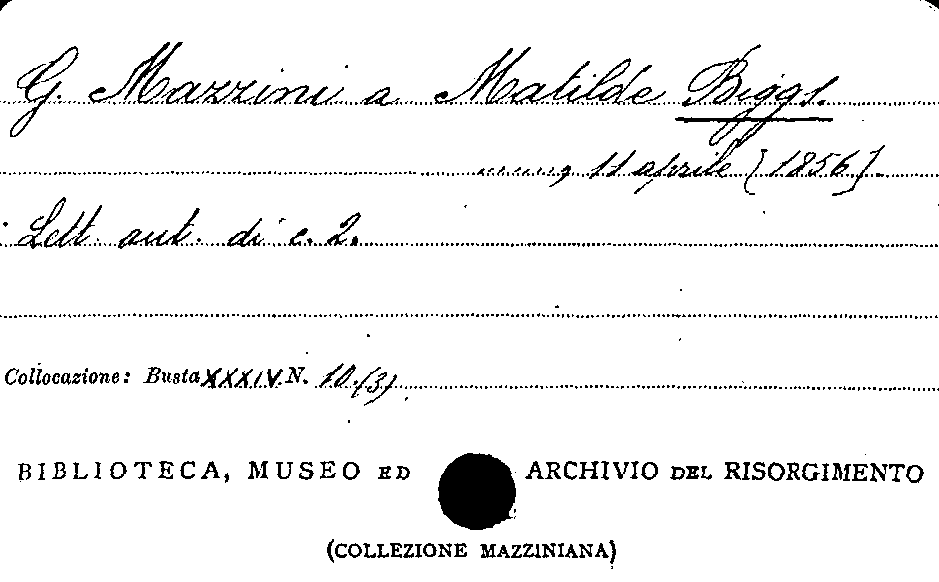 G. Mazzini a Matilde Biggs.
......, 11 aprile [1856].
Lett. aut. di c. 2.
Collocazione: Busta XXXIV N. 10.(3)
BIBLIOTECA, MUSEO ED ARCHIVIO DEL RISORGIMENTO
(COLLEZIONE MAZZINIANA)